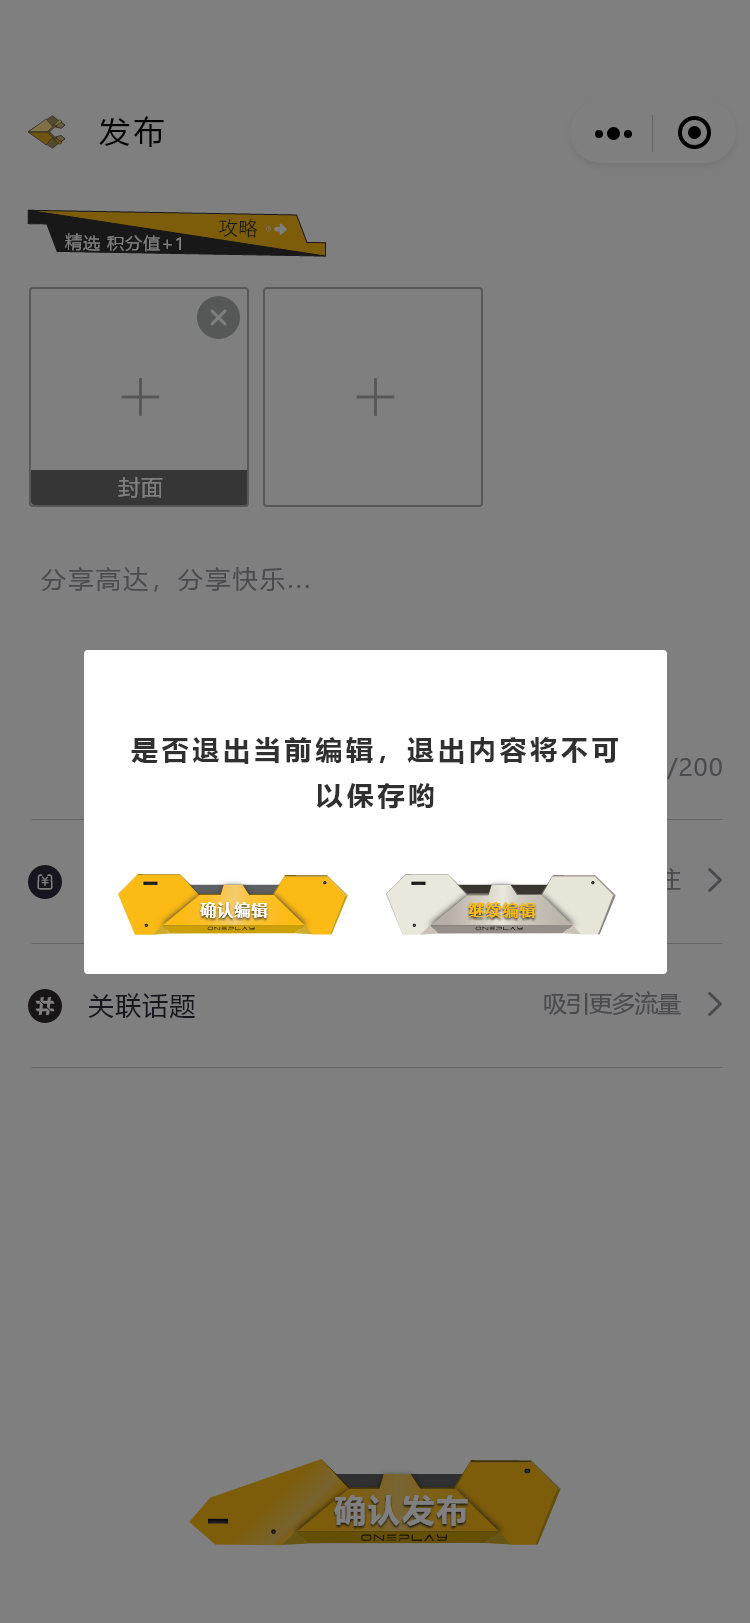 发布
攻略
精选 积分值+1
封面
分享高达，分享快乐...
是否退出当前编辑，退出内容将不可
以保存哟
/200
确认编辑
ONEPLAY
继续编辑
ONEPLAY
关联话题
吸引更多流量
确认发布
ONEPLAY